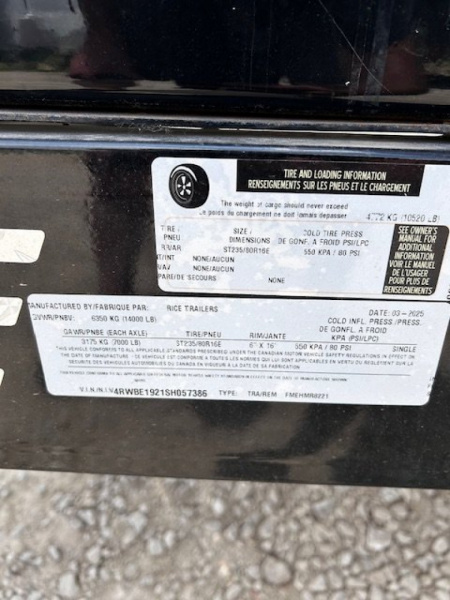 TIRE AND LOADING INFORMATION
RENSEIGNEMENTS SUR LES PNEUS ET LE CHARGEMENT
The weight of cargo should never exceed
Le poids du chargement ne doit jamais depasser
KG (10520 LB)
TIRE SIZE/ COLD TIRE PRESS
PNEU DIMENSIONS DE GONF. A FROID PSI/LPC
ST235/80R16E 550 KPA / 80 PSI
NONE/AUCUN
NONE/AUCUN
NONE
PARE/DE SECOURS
SEE OWNER'S
MANUAL FOR
ADDITIONAL
INFORMATION
VOIR LE MANUEL
DE L'USAGER
POUR PLUS DE
RENSEIGNEMENTS
MANUFACTURED BY/FABRIQUE PAR: RICE TRAILERS DATE: 03-2025
GVWR/PNBV: 6350 KG (14000 LB) COLD INFL. PRESS/PRESS.
DE GONFL. A FROID
GAWR/PNBE (EACH AXLE) TIRE/PNEU RIM/JANTE KPA (PSI/LPC)
3175 KG (7000 LB) ST235/80R16E 6" X 16" 550 KPA / 80 PSI SINGLE
V.I.N./N.I.V 4RWBE1921SH057386 TYPE: TRA/REM